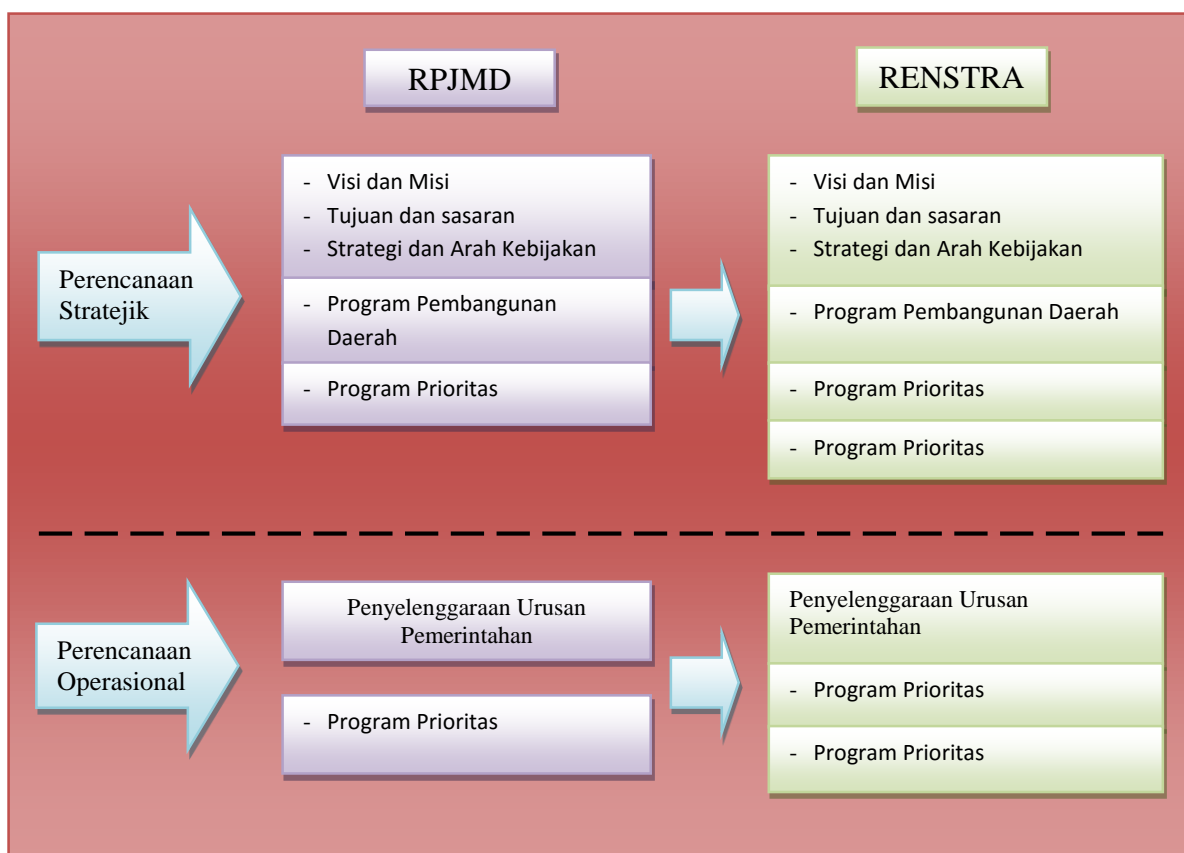 RPJMD
RENSTRA
Perencanaan
Stratejik
- Visi dan Misi
- Tujuan dan sasaran
- Strategi dan Arah Kebijakan
- Program Pembangunan
Daerah
- Program Prioritas
- Visi dan Misi
- Tujuan dan sasaran
- Strategi dan Arah Kebijakan
- Program Pembangunan Daerah
- Program Prioritas
- Program Prioritas
Perencanaan
Operasional
Penyelenggaraan Urusan
Pemerintahan
- Program Prioritas
Penyelenggaraan Urusan
Pemerintahan
- Program Prioritas
- Program Prioritas